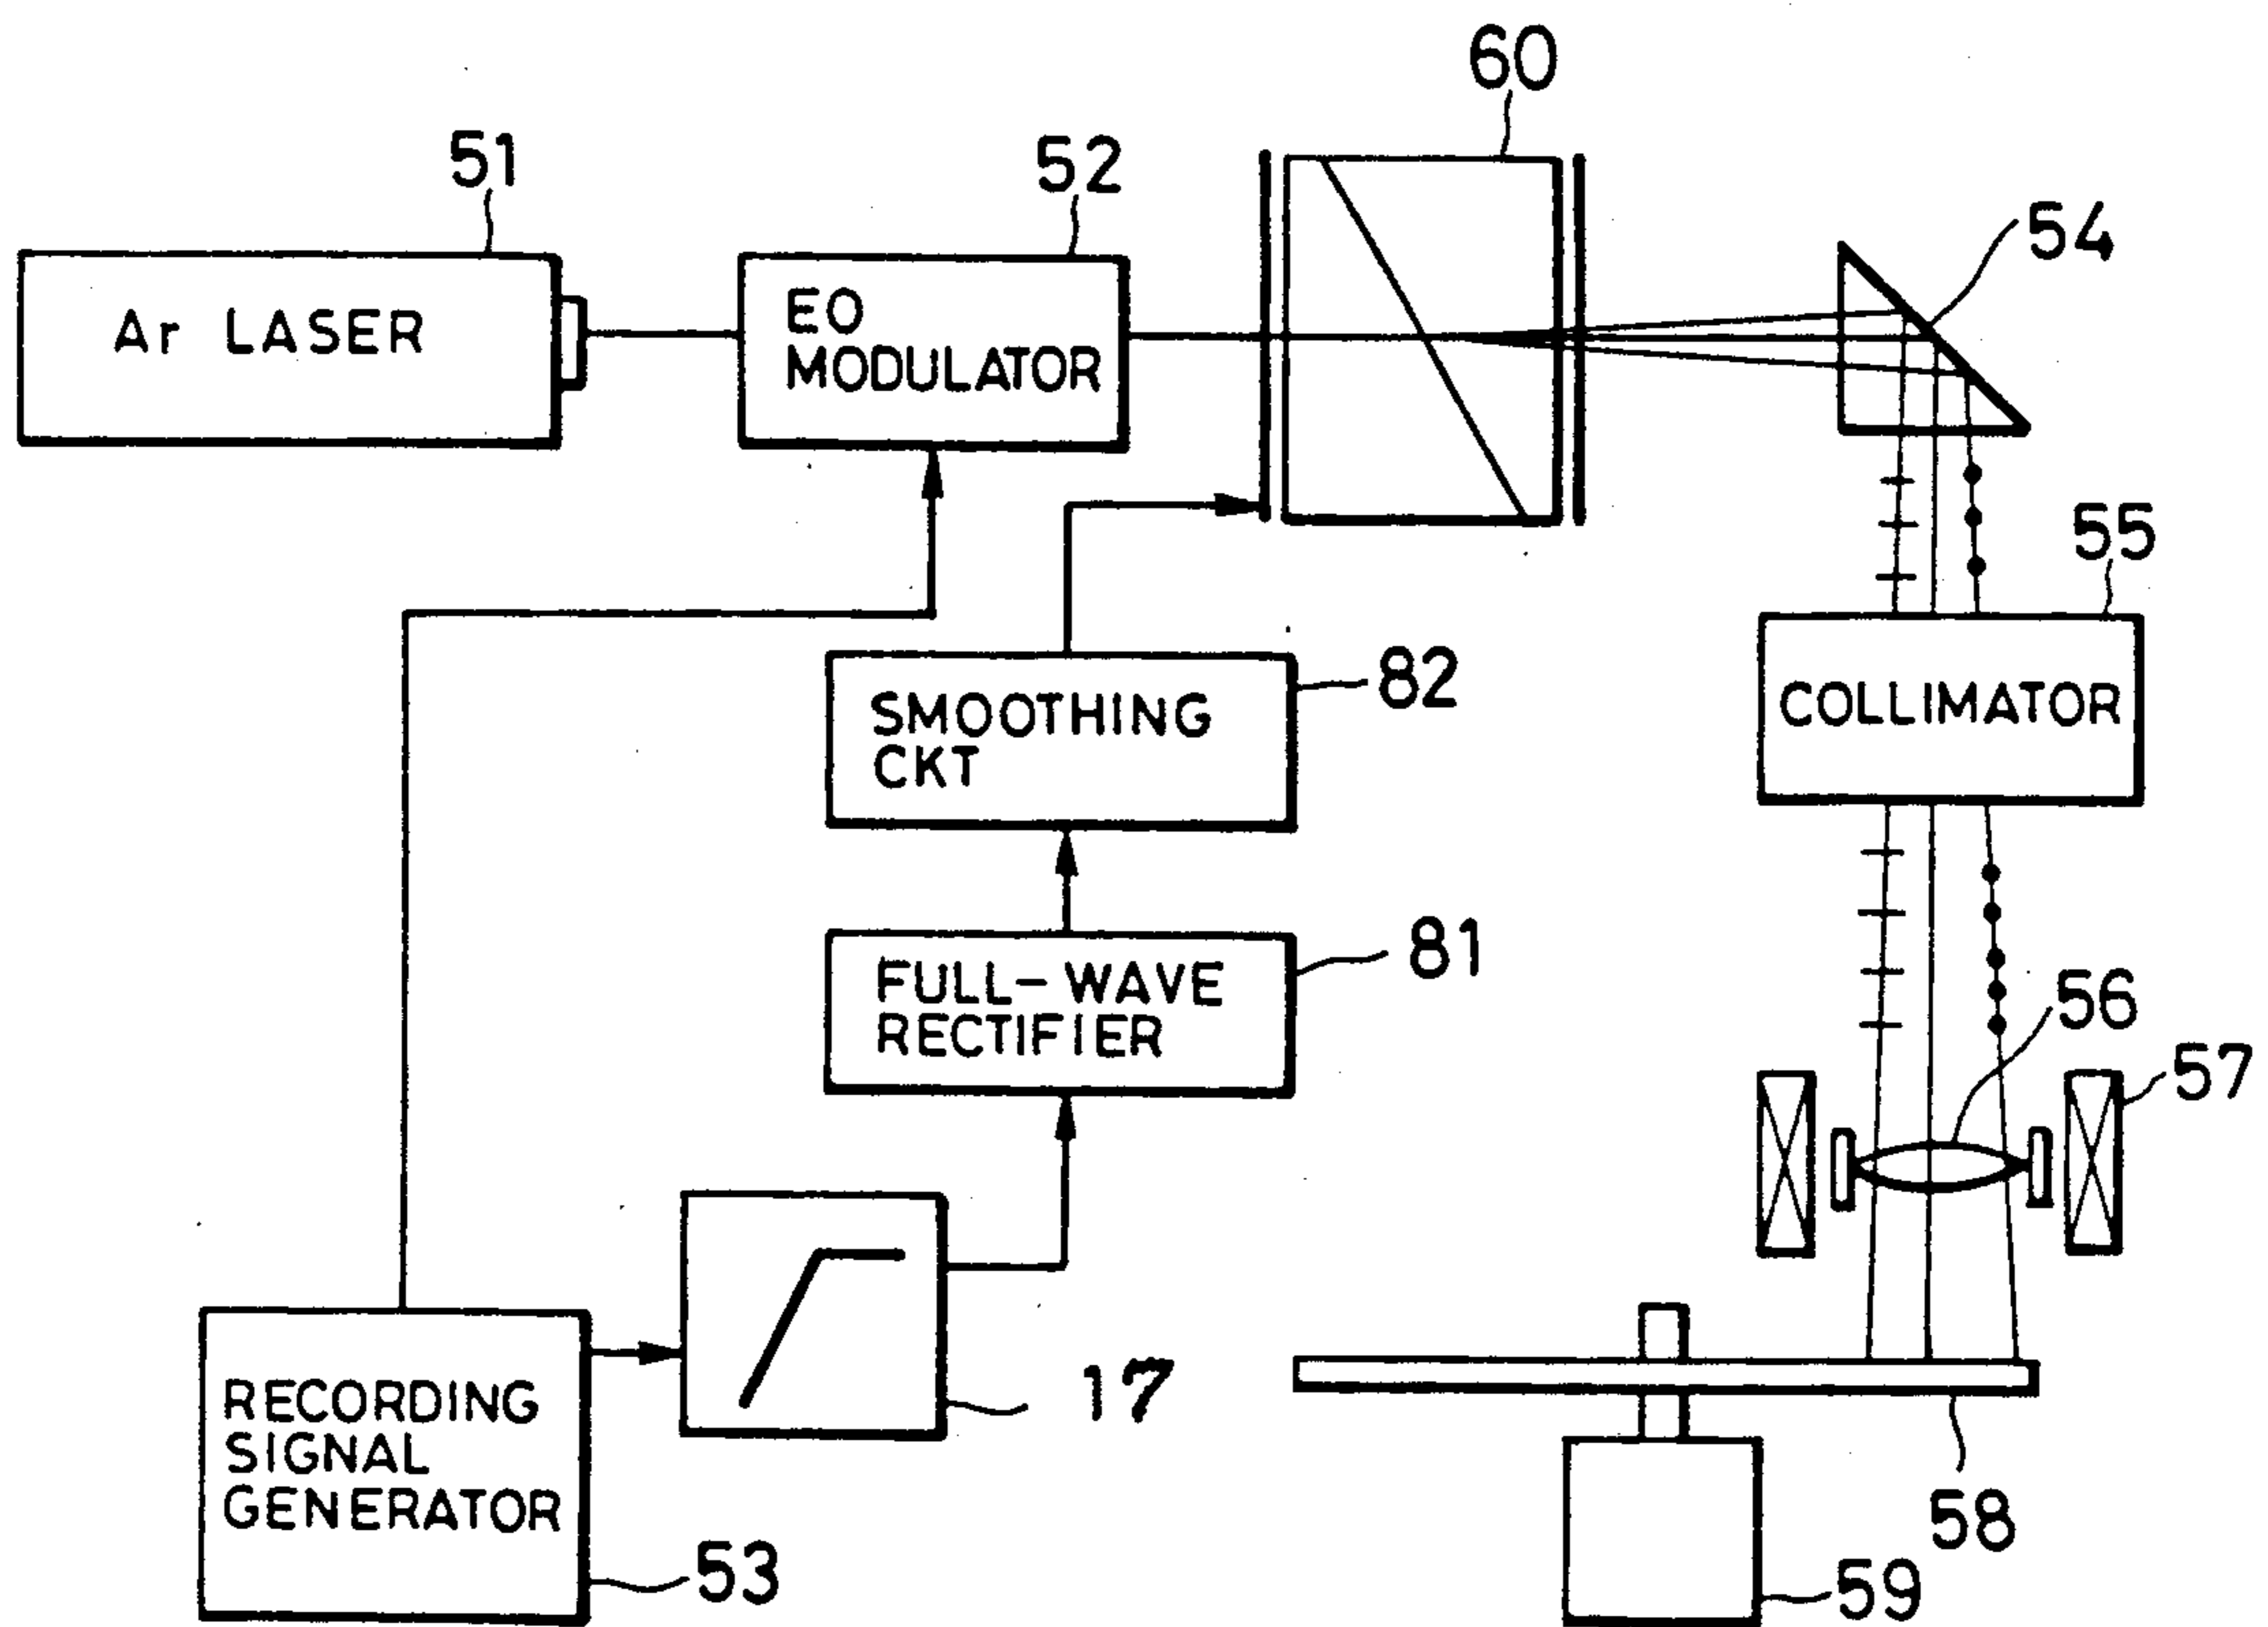 60
51
52
54
Ar LASER
EO
MODULATOR
55
82
SMOOTHING
CKT
COLLIMATOR
81
FULL-WAVE
RECTIFIER
56
57
17
RECORDING
SIGNAL
GENERATOR
53
58
59